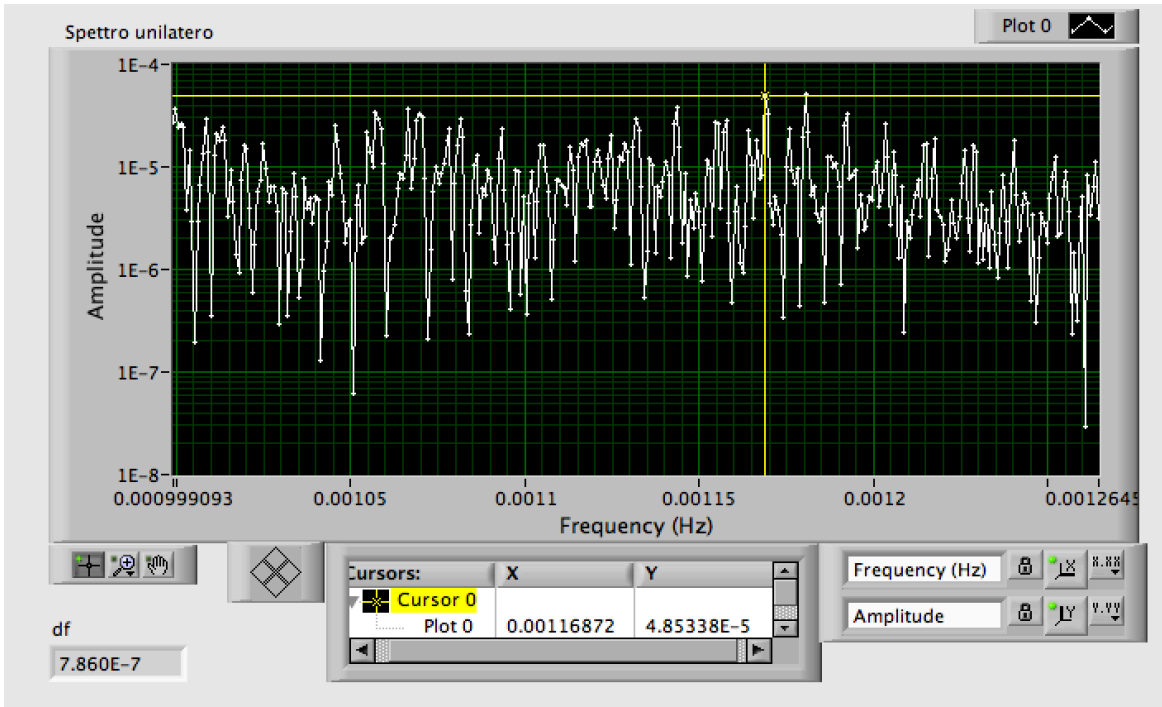 Plot 0
Spettro unilatero
1E-4
1E-5
1E-6
1E-7
1E-8
Amplitude
0.000999093 0.00105 0.0011 0.00115 0.0012 0.0012645
Frequency (Hz)
Cursors: X Y
Cursor 0
Plot 0 0.00116872 4.85338E-5
Frequency (Hz) X X.XX
Amplitude Y Y.YY
df
7.860E-7